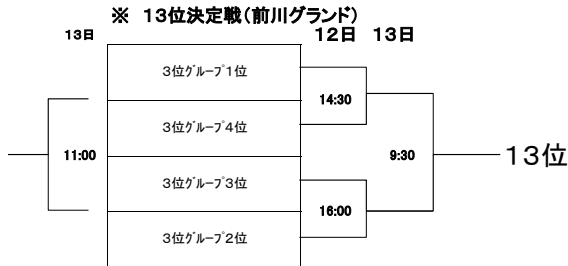 ※ 13位決定戦(前川グランド)
13日
12日 13日
3位グループ1位
14:30
3位グループ4位
11:00
9:30
13位
3位グループ3位
16:00
3位グループ2位